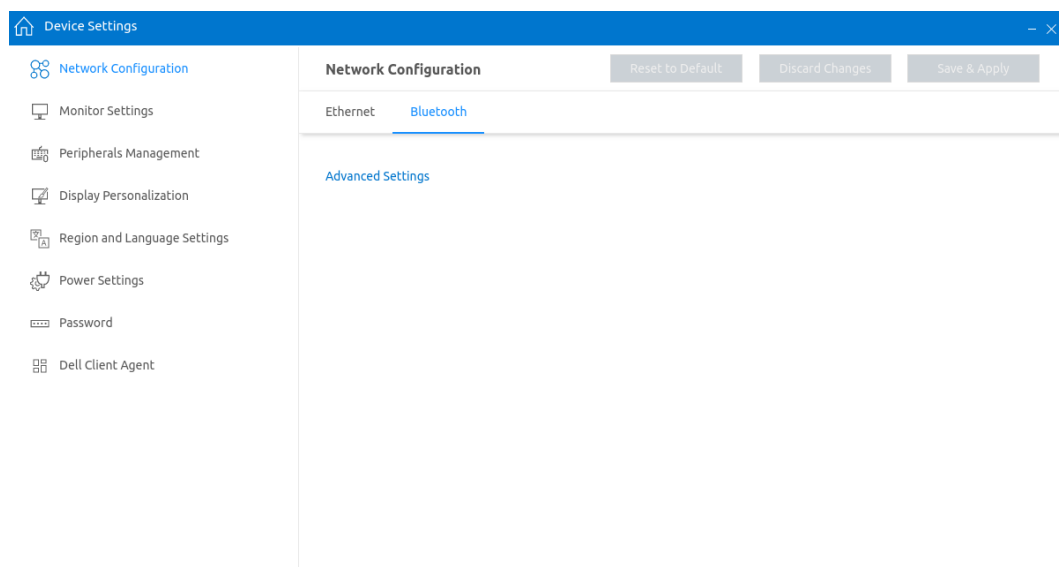 Device Settings
Network Configuration
Monitor Settings
Peripherals Management
Display Personalization
Region and Language Settings
Power Settings
Password
Dell Client Agent
Network Configuration
Reset to Default
Discard Changes
Save & Apply
Ethernet
Bluetooth
Advanced Settings